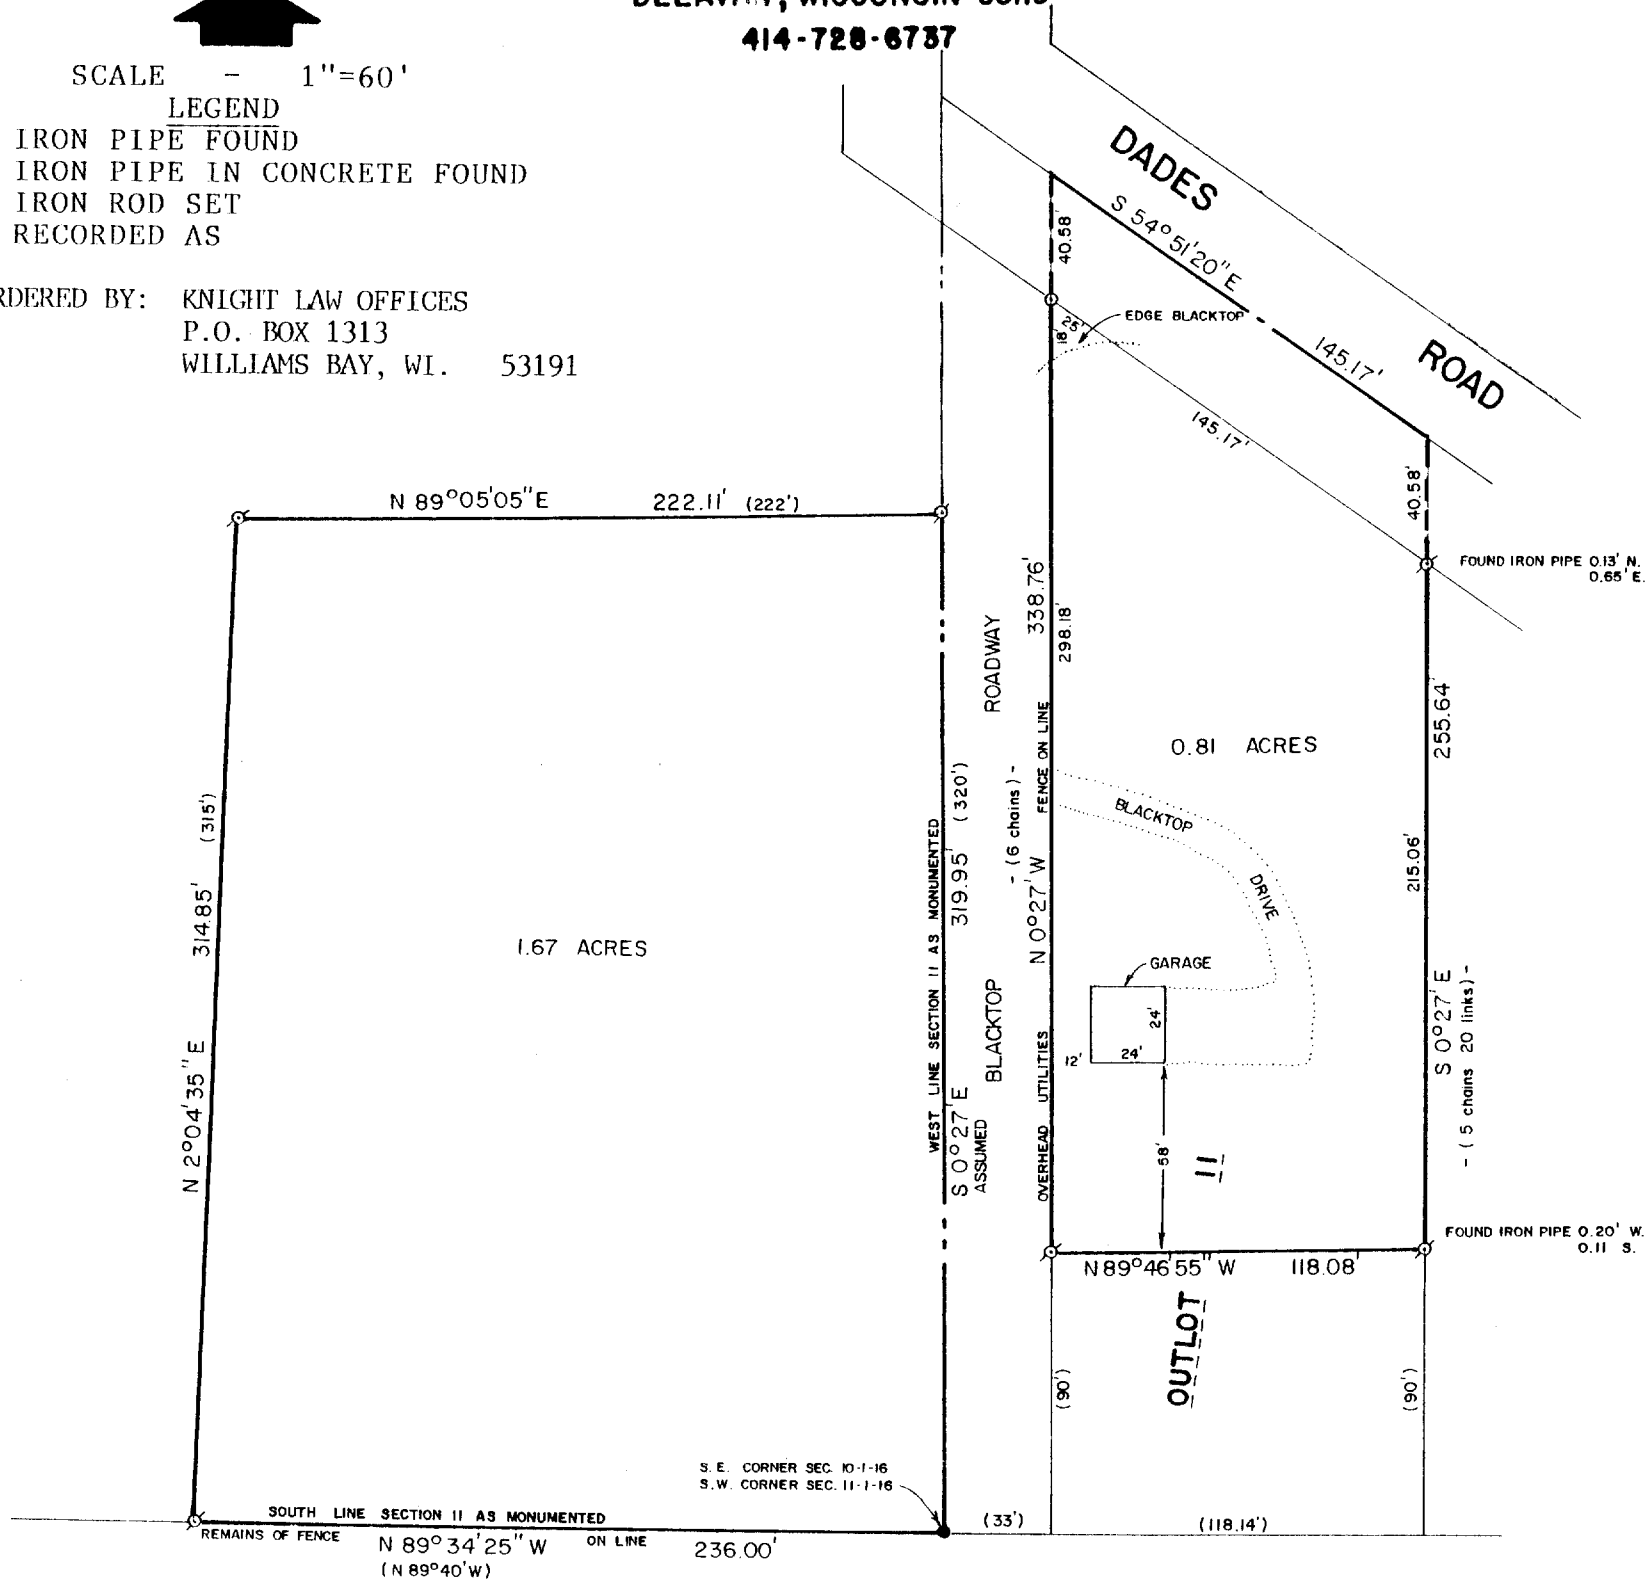 414-728-6737
SCALE - 1"=60'
LEGEND
IRON PIPE FOUND
IRON PIPE IN CONCRETE FOUND
IRON ROD SET
RECORDED AS
BY: KNIGHT LAW OFFICES
P.O. BOX 1313
WILLIAMS BAY, WI. 53191
DADES
ROAD
S 54°51'20"E
145.17'
40.58'
25'
18'
EDGE BLACKTOP
145.17'
40.58'
FOUND IRON PIPE 0.13' N.
0.65' E.
N 89°05'05"E 222.11' (222')
N 2°04'35"E 314.85' (315')
1.67 ACRES
WEST LINE SECTION 11 AS MONUMENTED
S 0°27'E 319.95' (320')
ASSUMED
BLACKTOP ROADWAY
- (6 chains) -
N 0°27'W 338.76'
OVERHEAD UTILITIES FENCE ON LINE
298.18'
0.81 ACRES
BLACKTOP
DRIVE
GARAGE
24'
24'
12'
58'
11
OUTLOT
215.06'
S 0°27'E 255.64'
- (5 chains 20 links) -
FOUND IRON PIPE 0.20' W.
0.11 S.
N 89°46'55"W 118.08'
(90')
(90')
S.E. CORNER SEC. 10-1-16
S.W. CORNER SEC. 11-1-16
SOUTH LINE SECTION 11 AS MONUMENTED
REMAINS OF FENCE ON LINE
N 89°34'25"W 236.00'
(N 89°40'W)
(33')
(118.14')